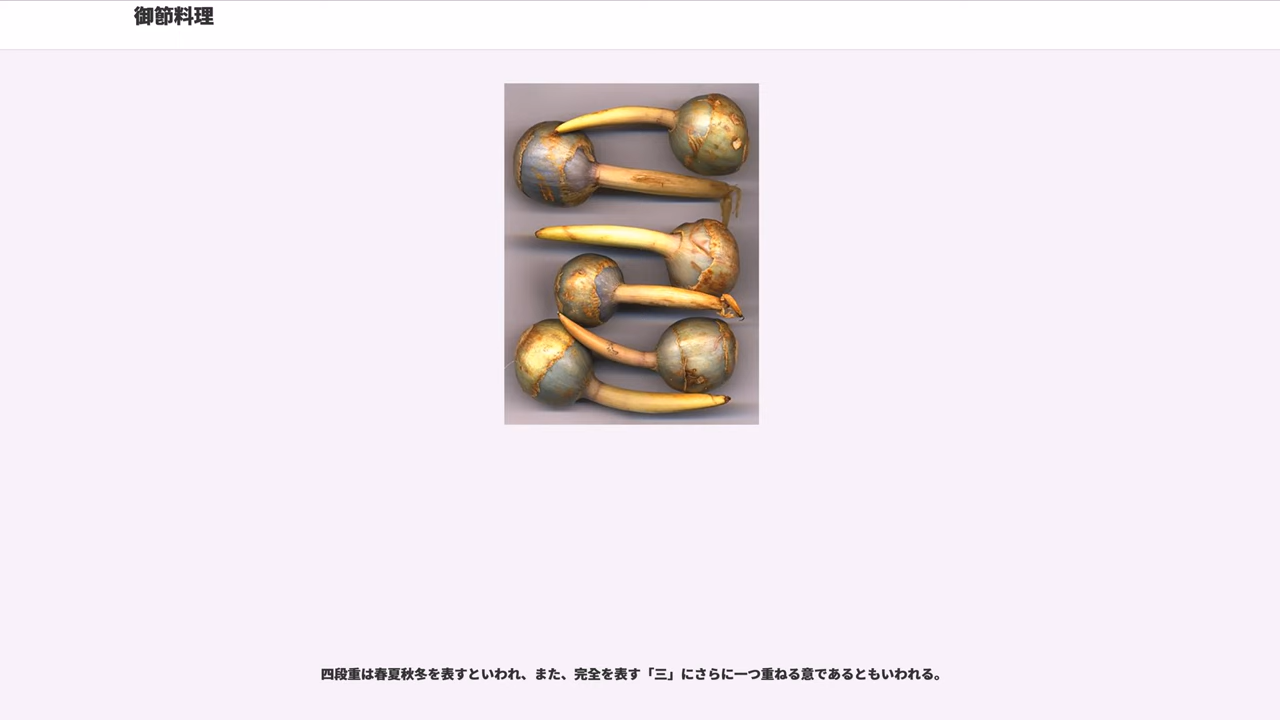 御節料理
四段重は春夏秋冬を表すといわれ、また、完全を表す「三」にさらに一つ重ねる意であるともいわれる。